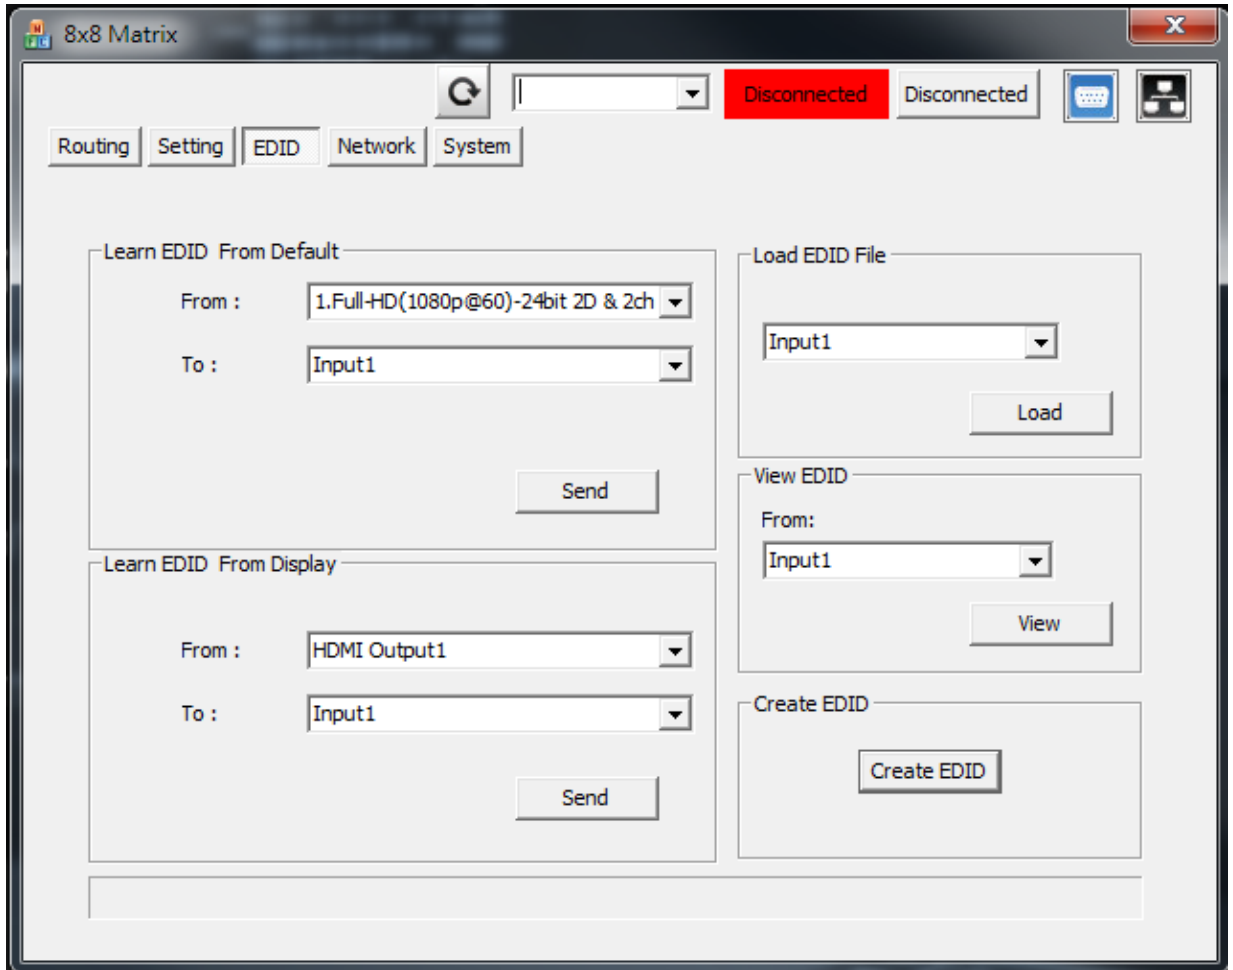 8x8 Matrix
Disconnected Disconnected
Routing Setting EDID Network System
Learn EDID  From Default
From : 1.Full-HD(1080p@60)-24bit 2D & 2ch
To : Input1
Send
Learn EDID  From Display
From : HDMI Output1
To : Input1
Send
Load EDID File
Input1
Load
View EDID
From:
Input1
View
Create EDID
Create EDID